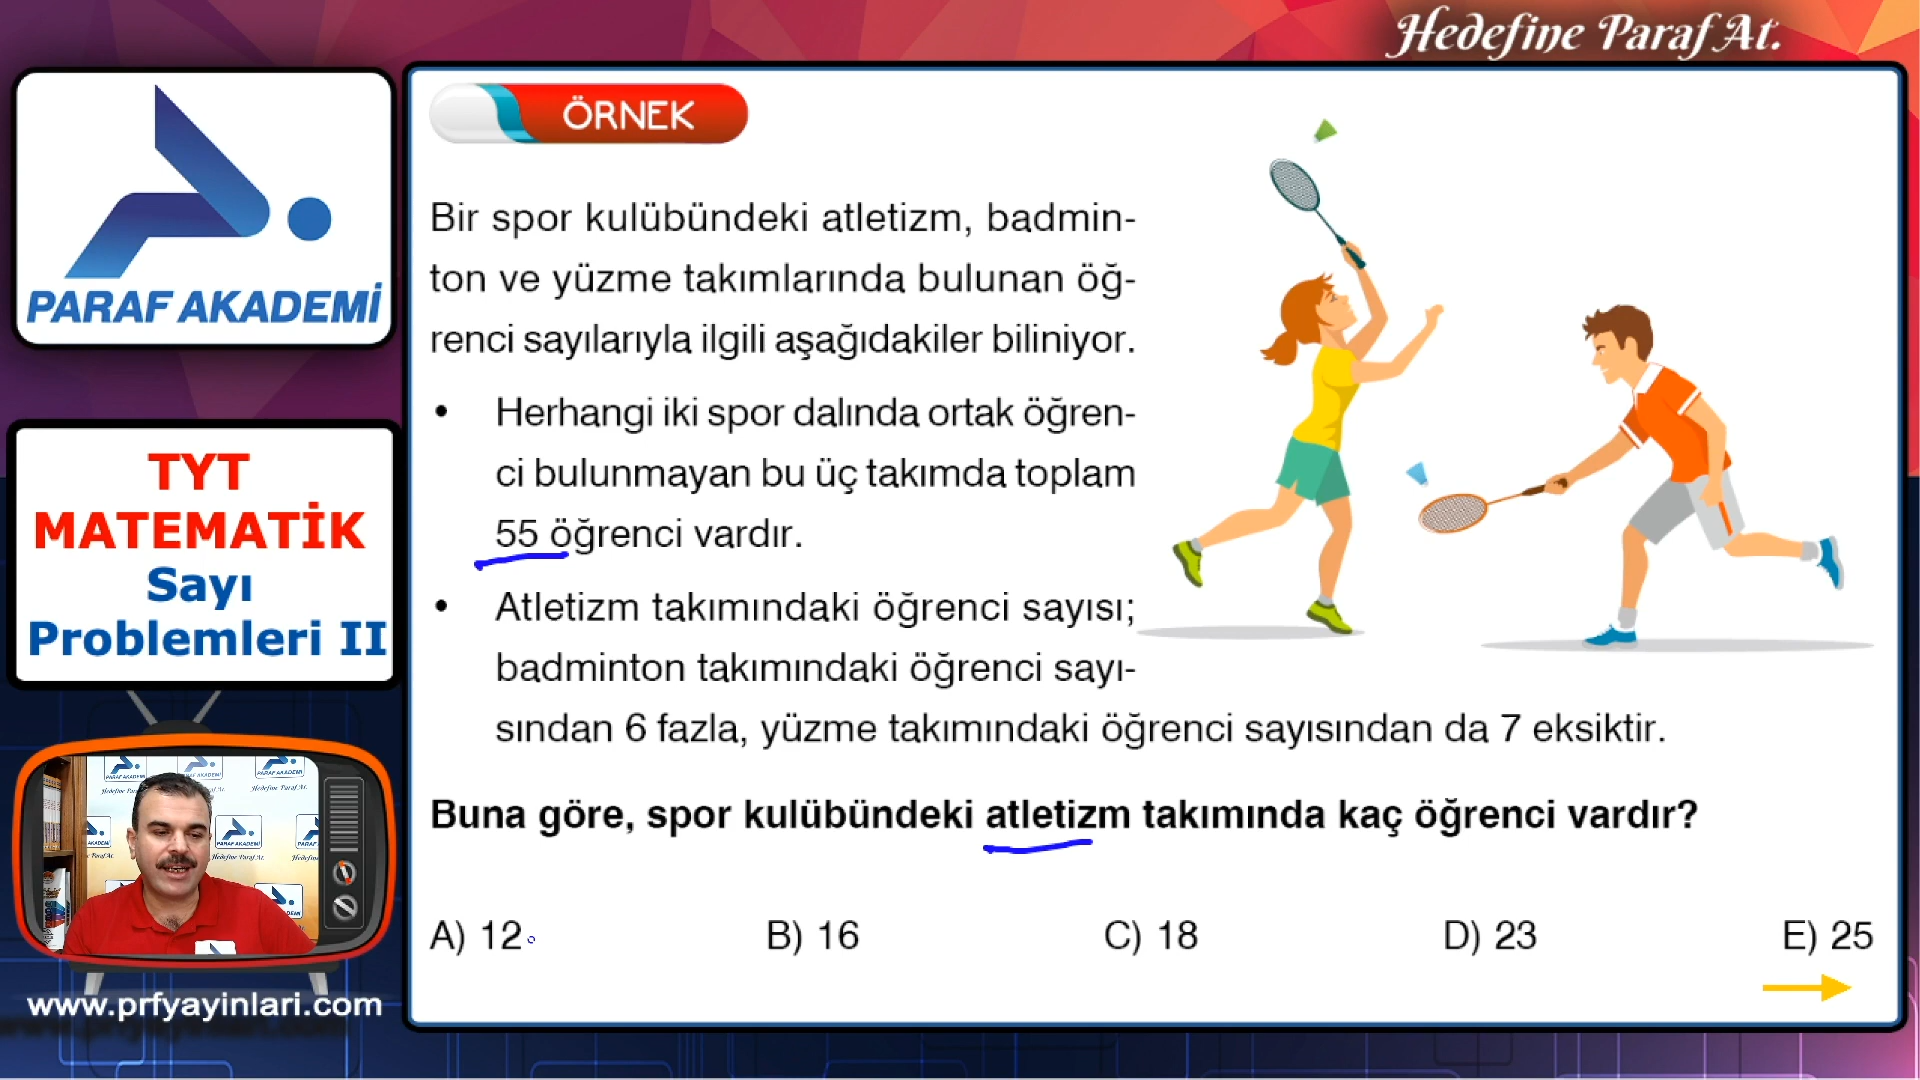 Hedefine Paraf At.
PARAF AKADEMİ
TYT
MATEMATİK
Sayı
Problemleri II
www.prfyayinlari.com
ÖRNEK
Bir spor kulübündeki atletizm, badmin-
ton ve yüzme takımlarında bulunan öğ-
renci sayılarıyla ilgili aşağıdakiler biliniyor.
• Herhangi iki spor dalında ortak öğren-
ci bulunmayan bu üç takımda toplam
55 öğrenci vardır.
• Atletizm takımındaki öğrenci sayısı;
badminton takımındaki öğrenci sayı-
sından 6 fazla, yüzme takımındaki öğrenci sayısından da 7 eksiktir.
Buna göre, spor kulübündeki atletizm takımında kaç öğrenci vardır?
A) 12 B) 16 C) 18 D) 23 E) 25